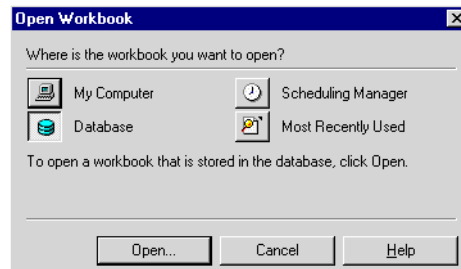 Open Workbook
Where is the workbook you want to open?
My Computer
Scheduling Manager
Database
Most Recently Used
To open a workbook that is stored in the database, click Open.
Open...
Cancel
Help